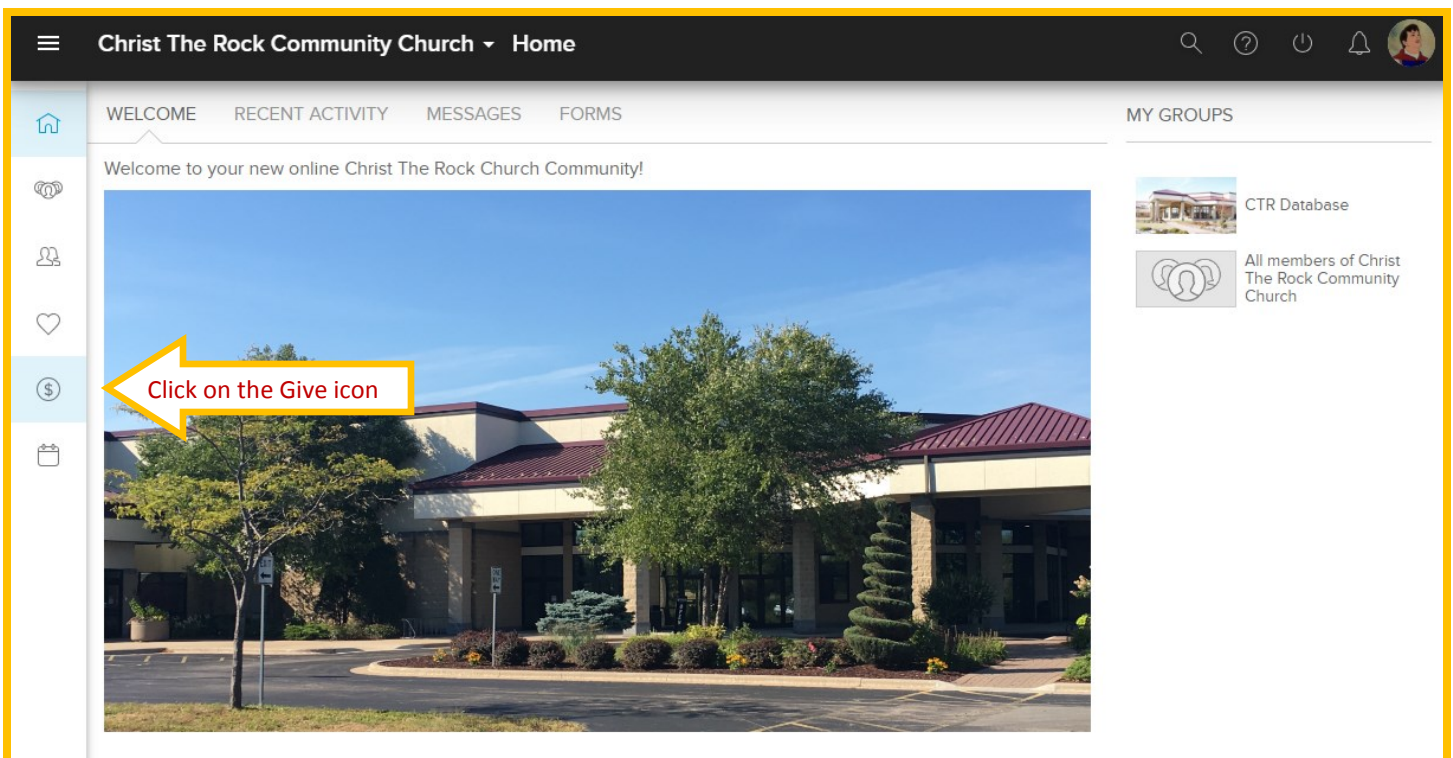 Christ The Rock Community Church Home
WELCOME RECENT ACTIVITY MESSAGES FORMS
MY GROUPS
Welcome to your new online Christ The Rock Church Community!
CTR Database
All members of Christ
The Rock Community
Church
$
Click on the Give icon
EXIT